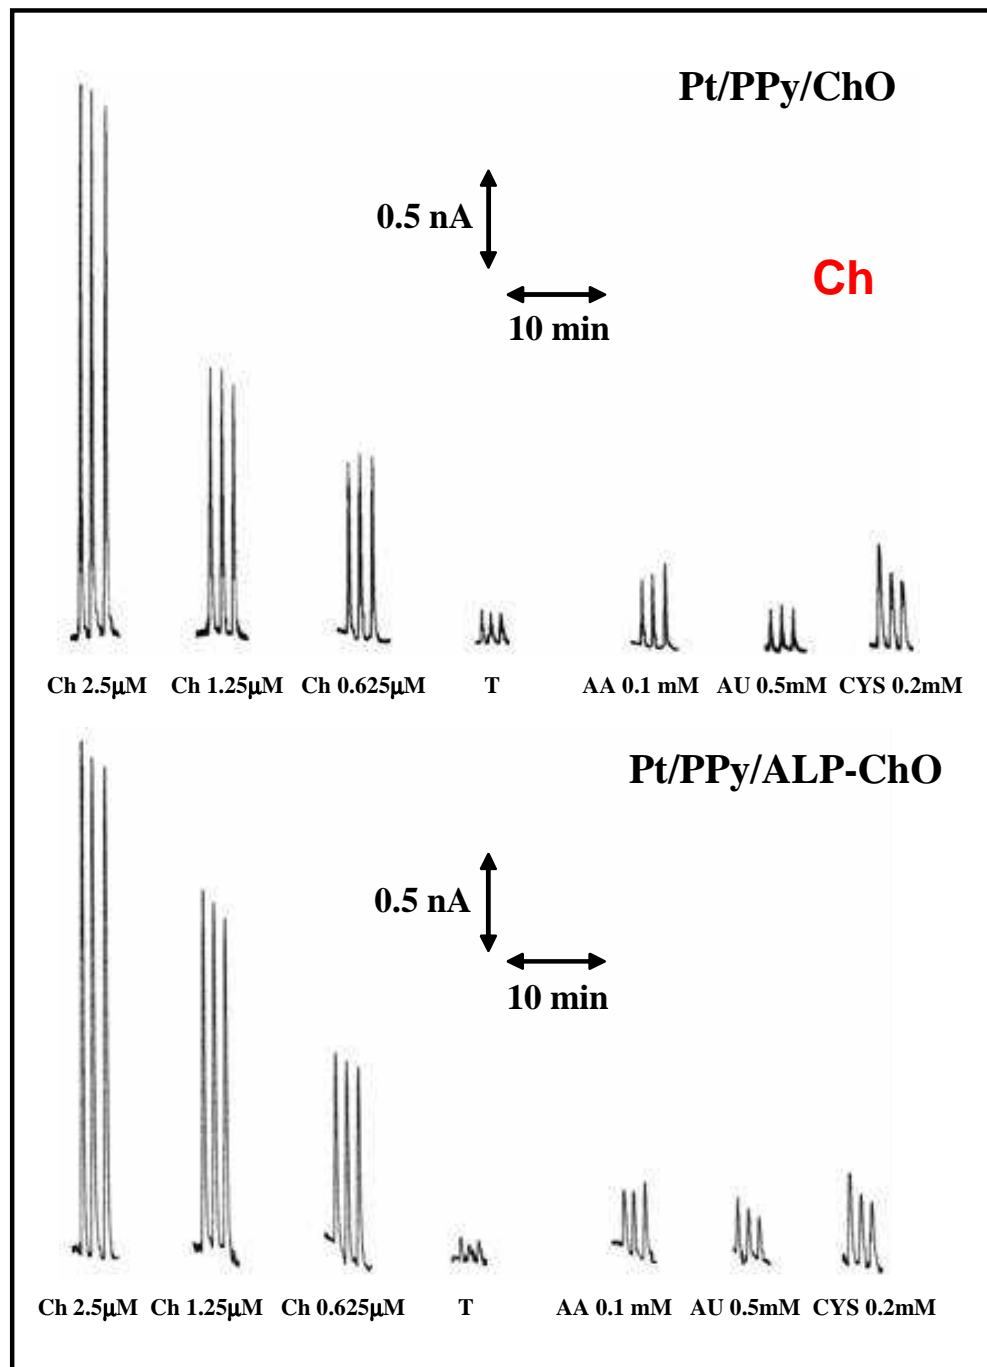 Pt/PPy/ChO
0.5 nA
Ch
10 min
Ch 2.5μM Ch 1.25μM Ch 0.625μM T AA 0.1 mM AU 0.5mM CYS 0.2mM
Pt/PPy/ALP-ChO
0.5 nA
10 min
Ch 2.5μM Ch 1.25μM Ch 0.625μM T AA 0.1 mM AU 0.5mM CYS 0.2mM